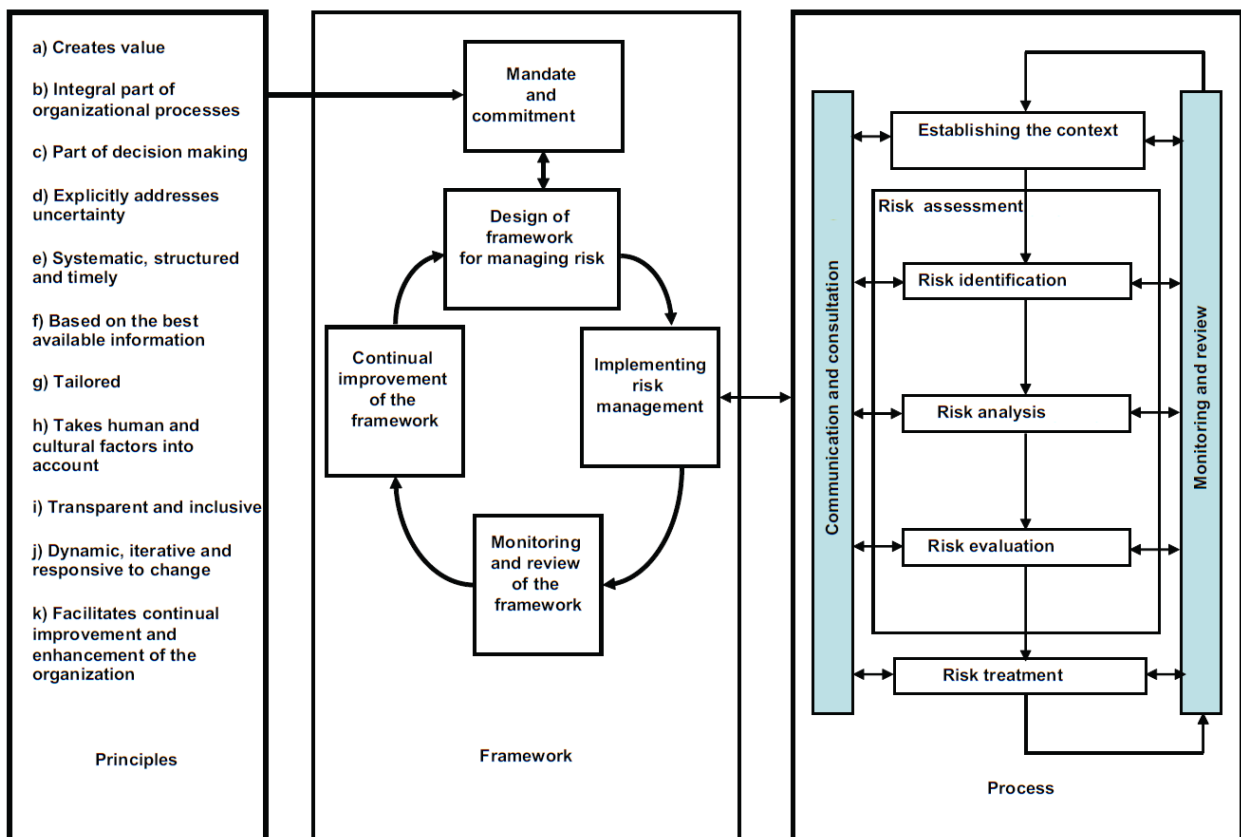 a) Creates value
b) Integral part of
organizational processes
c) Part of decision making
d) Explicitly addresses
uncertainty
e) Systematic, structured
and timely
f) Based on the best
available information
g) Tailored
h) Takes human and
cultural factors into
account
i) Transparent and inclusive
j) Dynamic, iterative and
responsive to change
k) Facilitates continual
improvement and
enhancement of the
organization
Principles
Mandate
and
commitment
Design of
framework
for managing risk
Implementing
risk
management
Monitoring
and review
of the
framework
Continual
improvement
of the
framework
Framework
Communication and consultation
Establishing the context
Risk assessment
Risk identification
Risk analysis
Risk evaluation
Risk treatment
Monitoring and review
Process